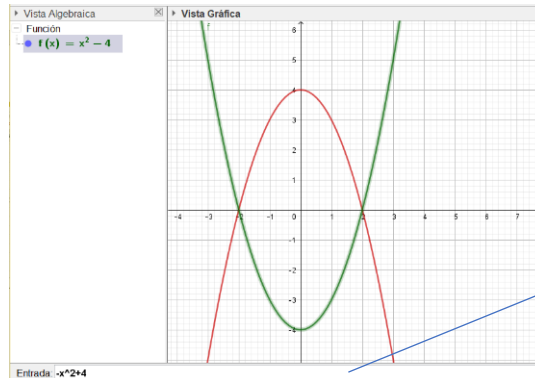 Vista Algebraica
Vista Gráfica
Función
f(x) = x² − 4
f
6
5
4
3
2
1
-4 -3 -2 -1 0 1 2 3 4 5 6 7
-1
-2
-3
-4
Entrada: -x^2+4